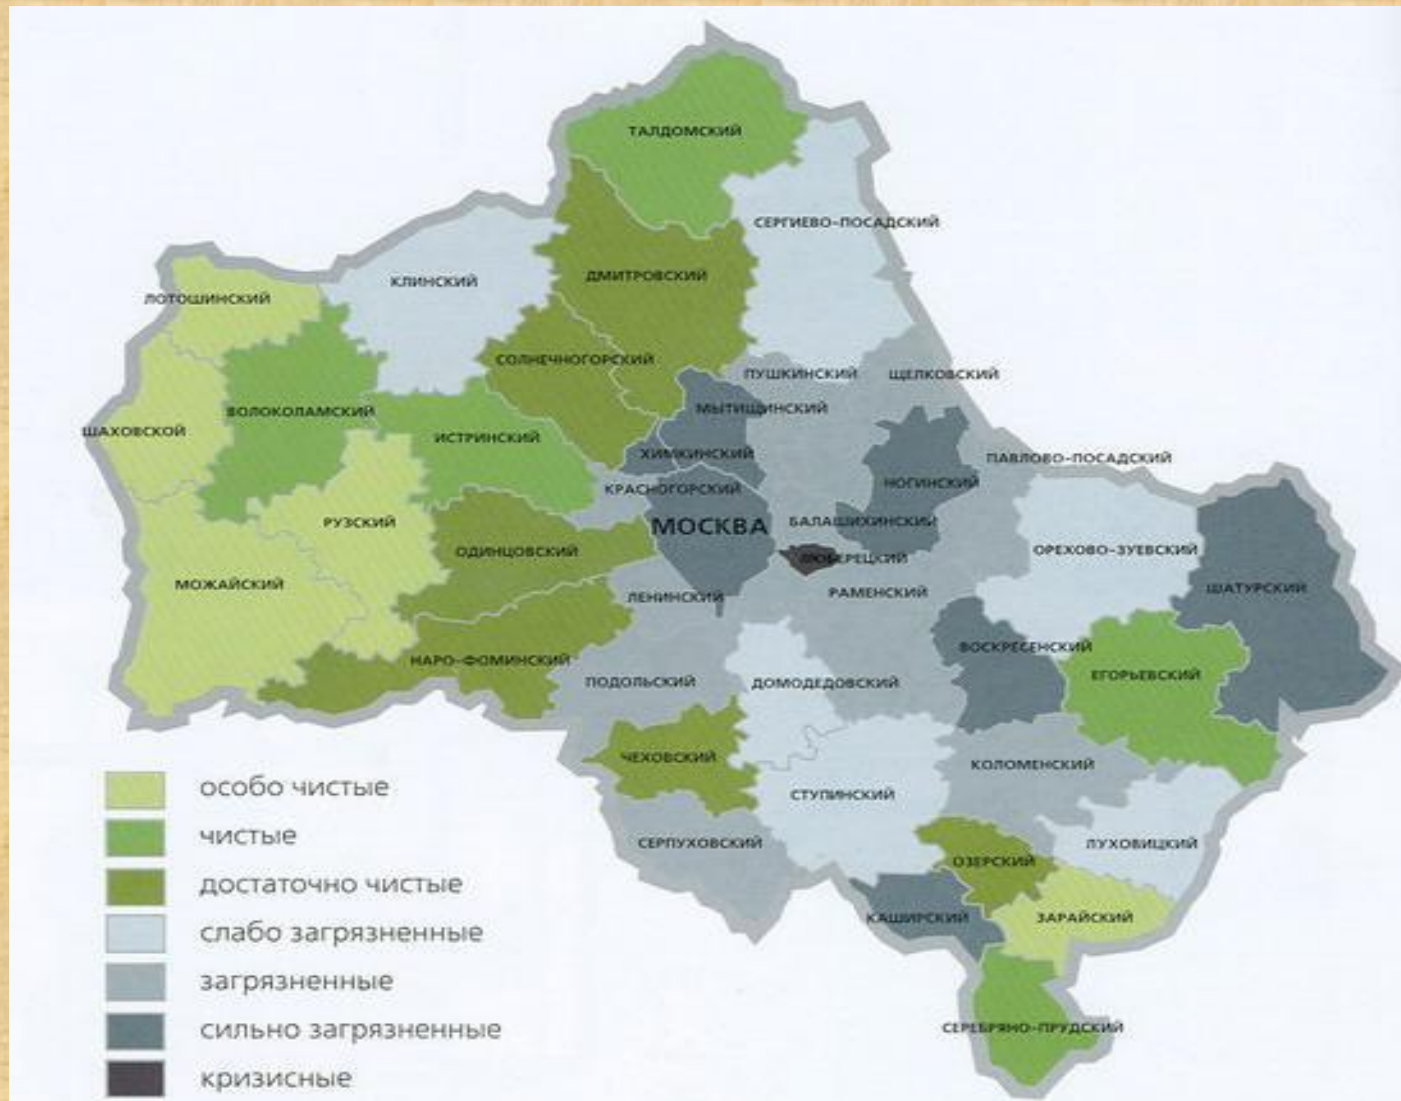 ТАЛДОМСКИЙ
СЕРГИЕВО-ПОСАДСКИЙ
ДМИТРОВСКИЙ
КЛИНСКИЙ
ЛОТОШИНСКИЙ
СОЛНЕЧНОГОРСКИЙ
ПУШКИНСКИЙ
ЩЕЛКОВСКИЙ
МЫТИЩИНСКИЙ
ВОЛОКОЛАМСКИЙ
ШАХОВСКОЙ
ИСТРИНСКИЙ
ХИМКИНСКИЙ
ПАВЛОВО-ПОСАДСКИЙ
НОГИНСКИЙ
КРАСНОГОРСКИЙ
РУЗСКИЙ
МОСКВА
БАЛАШИХИНСКИЙ
ОДИНЦОВСКИЙ
ОРЕХОВО-ЗУЕВСКИЙ
ЛЮБЕРЕЦКИЙ
МОЖАЙСКИЙ
ШАТУРСКИЙ
РАМЕНСКИЙ
ЛЕНИНСКИЙ
ВОСКРЕСЕНСКИЙ
НАРО-ФОМИНСКИЙ
ЕГОРЬЕВСКИЙ
ПОДОЛЬСКИЙ
ДОМОДЕДОВСКИЙ
ЧЕХОВСКИЙ
КОЛОМЕНСКИЙ
СТУПИНСКИЙ
СЕРПУХОВСКИЙ
ЛУХОВИЦКИЙ
ОЗЕРСКИЙ
КАШИРСКИЙ
ЗАРАЙСКИЙ
СЕРЕБРЯНО-ПРУДСКИЙ
особо чистые
чистые
достаточно чистые
слабо загрязненные
загрязненные
сильно загрязненные
кризисные